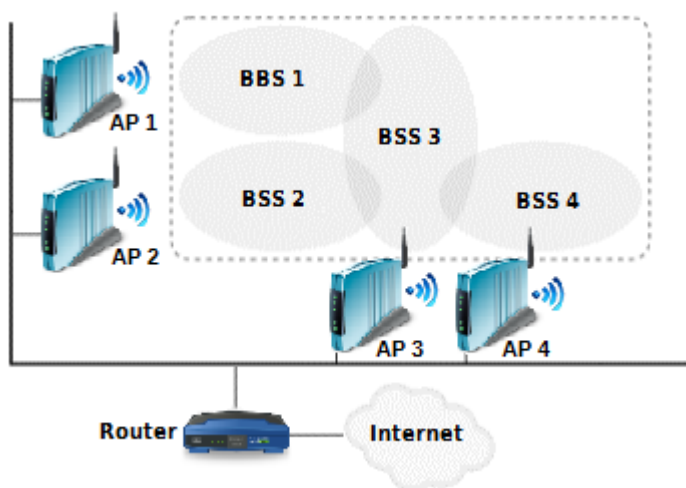 BBS 1
AP 1
BSS 3
BSS 2
BSS 4
AP 2
AP 3
AP 4
Router
Internet